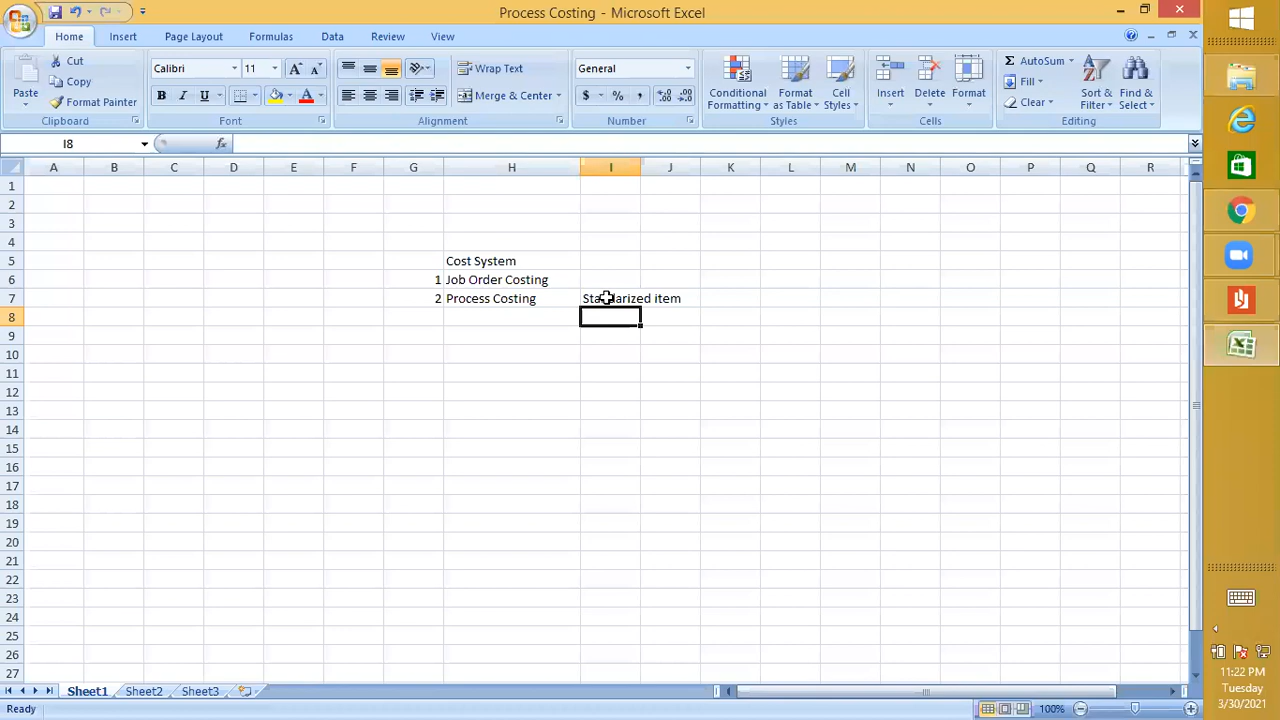 Process Costing - Microsoft Excel
Home Insert Page Layout Formulas Data Review View
Paste Cut Copy Format Painter
Calibri 11
B I U A A A
Wrap Text
Merge & Center
General
$ % ,
Conditional Formatting Format as Table Cell Styles
Insert Delete Format
Σ AutoSum Fill Clear
Sort & Filter Find & Select
Clipboard Font Alignment Number Styles Cells Editing
I8 fx
A B C D E F G H I J K L M N O P Q R
1
2
3
4
5 Cost System
6 1 Job Order Costing
7 2 Process Costing item
8
9
10
11
12
13
14
15
16
17
18
19
20
21
22
23
24
25
26
27
Sheet1 Sheet2 Sheet3
Ready 100%
11:22 PM
Tuesday
3/30/2021